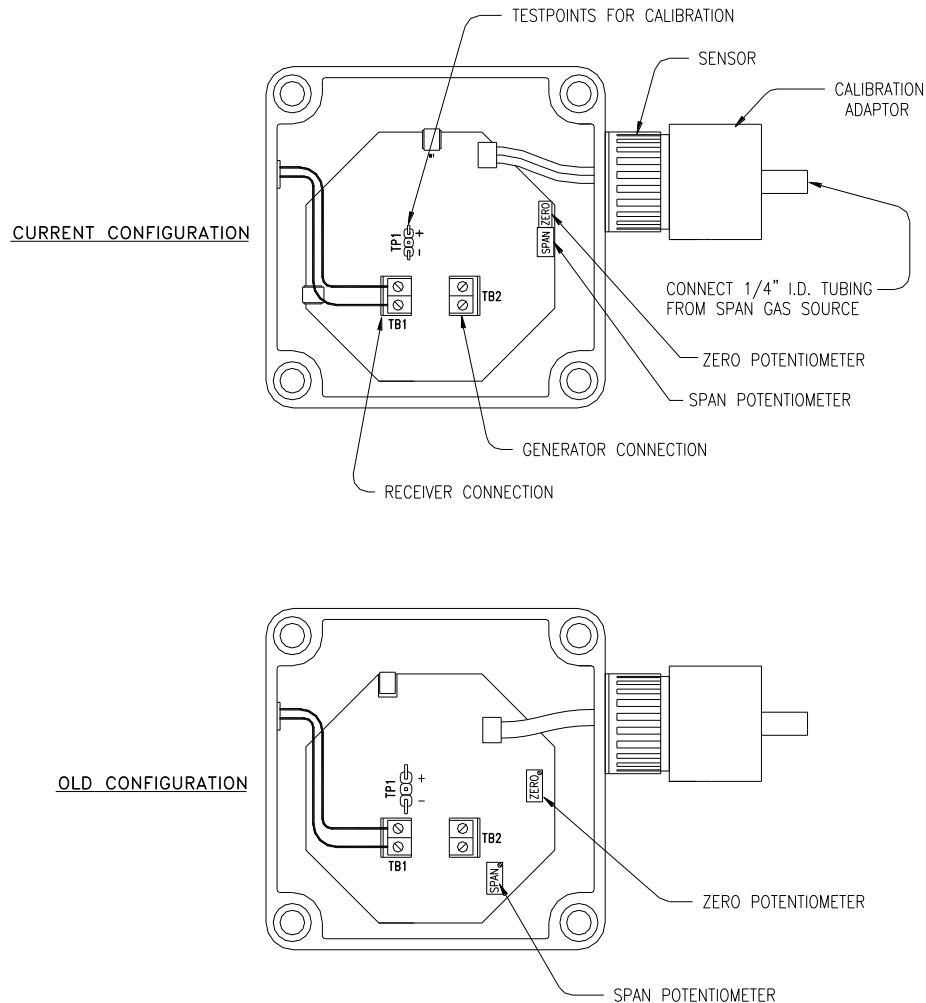 TESTPOINTS FOR CALIBRATION
SENSOR
CALIBRATION
ADAPTOR
CURRENT CONFIGURATION
TP1
+
-
ZERO
SPAN
TB2
TB1
CONNECT 1/4" I.D. TUBING
FROM SPAN GAS SOURCE
ZERO POTENTIOMETER
SPAN POTENTIOMETER
GENERATOR CONNECTION
RECEIVER CONNECTION
OLD CONFIGURATION
TP1
+
-
ZERO
TB2
TB1
SPAN
ZERO POTENTIOMETER
SPAN POTENTIOMETER